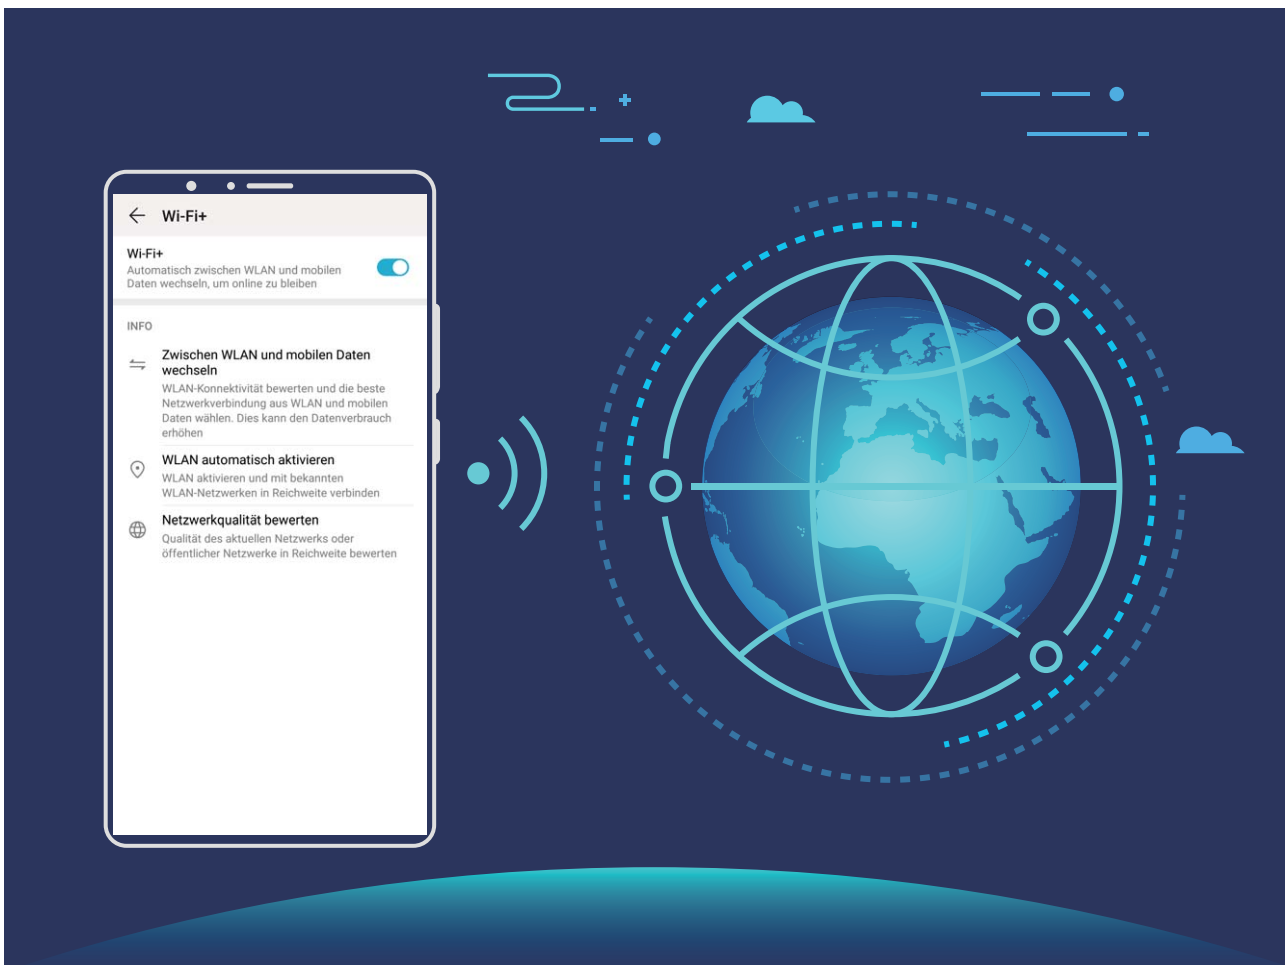 Wi-Fi+
Wi-Fi+
Automatisch zwischen WLAN und mobilen
Daten wechseln, um online zu bleiben
INFO
Zwischen WLAN und mobilen Daten
wechseln
WLAN-Konnektivität bewerten und die beste
Netzwerkverbindung aus WLAN und mobilen
Daten wählen. Dies kann den Datenverbrauch
erhöhen
WLAN automatisch aktivieren
WLAN aktivieren und mit bekannten
WLAN-Netzwerken in Reichweite verbinden
Netzwerkqualität bewerten
Qualität des aktuellen Netzwerks oder
öffentlicher Netzwerke in Reichweite bewerten